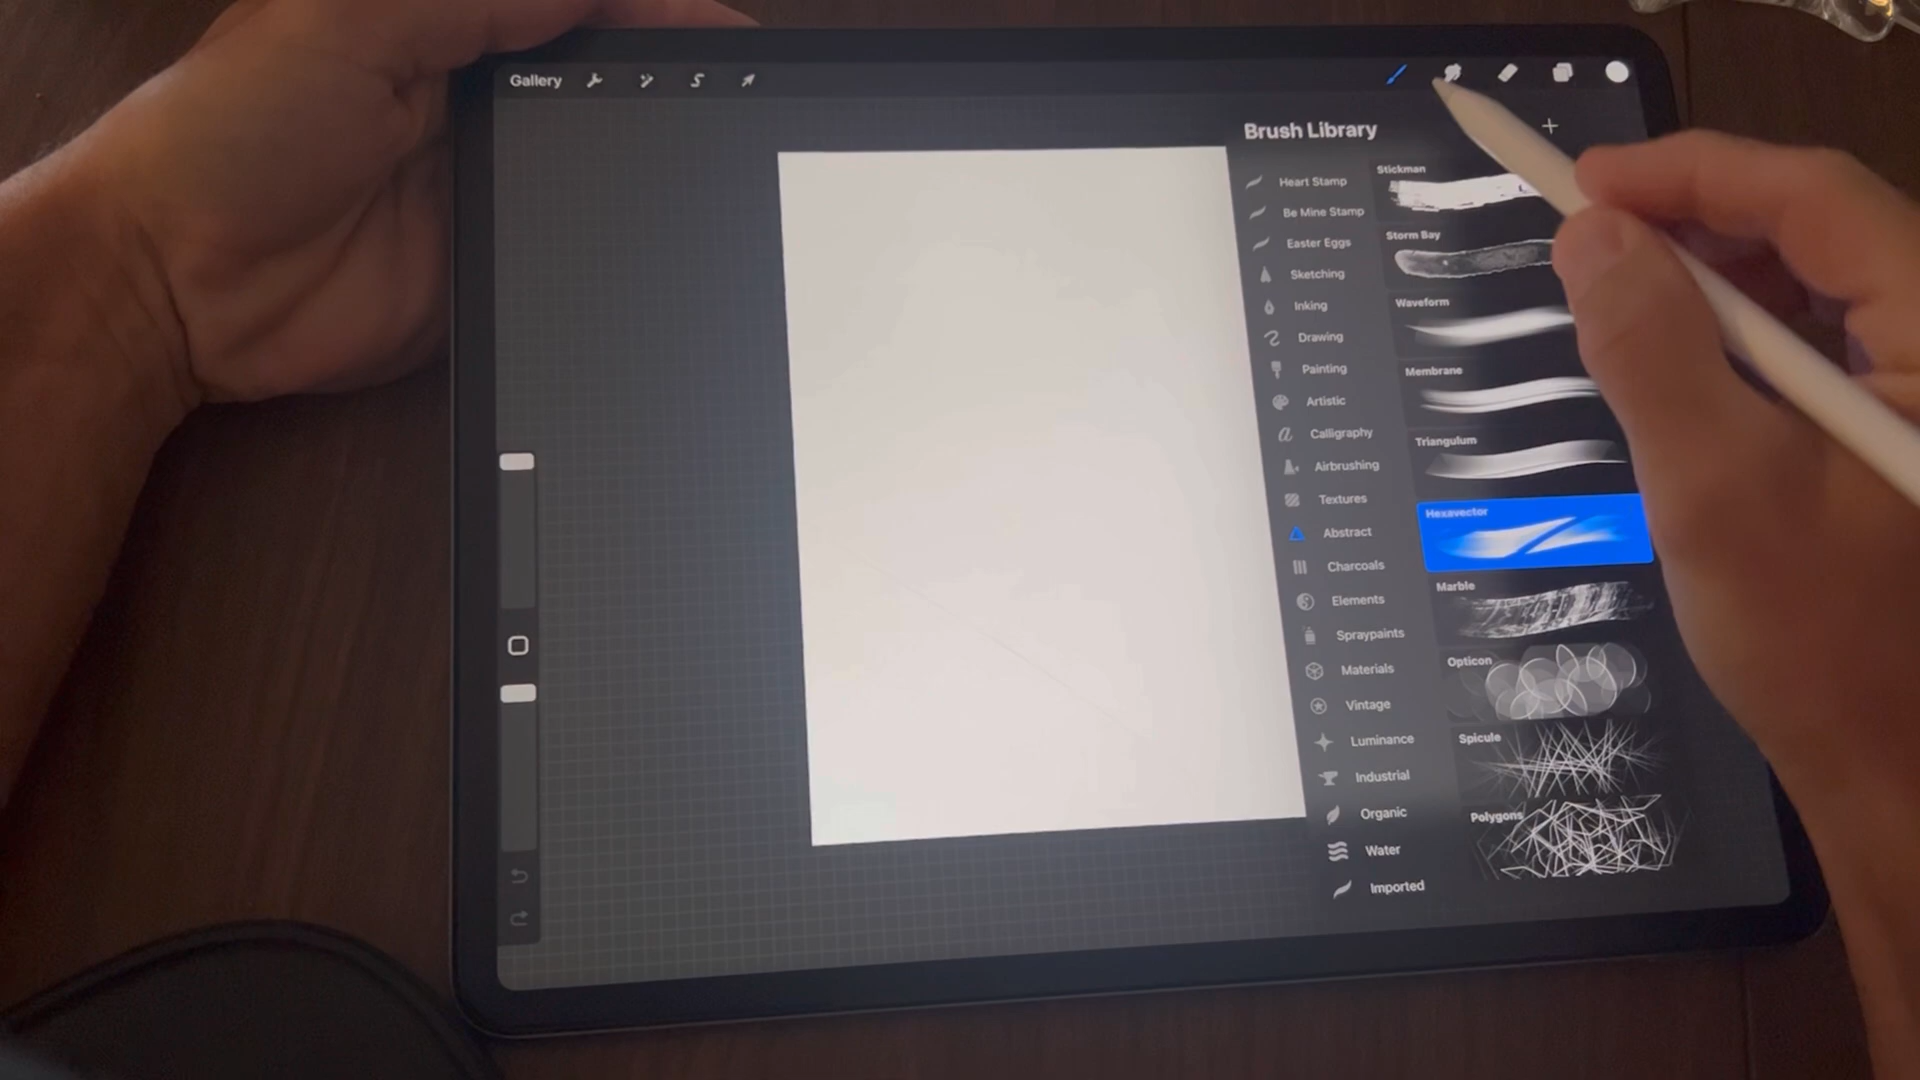 Gallery
Brush Library
Heart Stamp
Be Mine Stamp
Easter Eggs
Sketching
Inking
Drawing
Painting
Artistic
Calligraphy
Airbrushing
Textures
Abstract
Charcoals
Elements
Spraypaints
Materials
Vintage
Luminance
Industrial
Organic
Water
Imported
Stickman
Storm Bay
Waveform
Membrane
Triangulum
Hexavector
Marble
Opticon
Spicule
Polygons